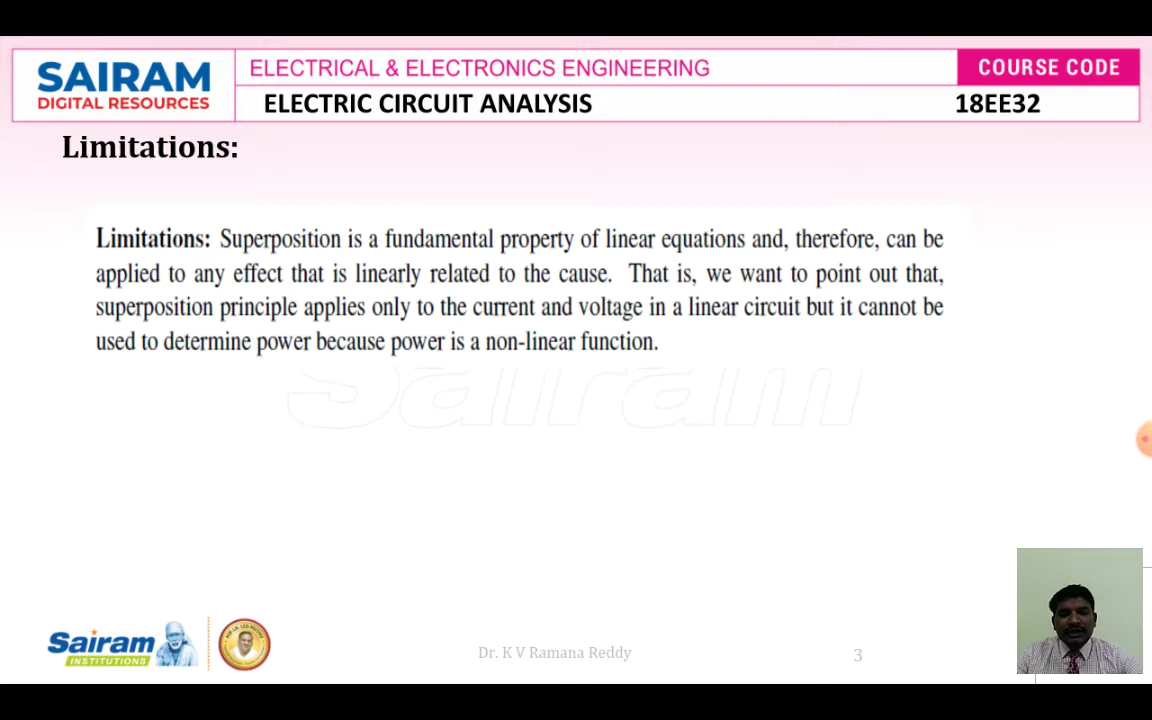 SAIRAM
DIGITAL RESOURCES
ELECTRICAL & ELECTRONICS ENGINEERING
COURSE CODE
ELECTRIC CIRCUIT ANALYSIS
18EE32
Limitations:
Limitations: Superposition is a fundamental property of linear equations and, therefore, can be
applied to any effect that is linearly related to the cause. That is, we want to point out that,
superposition principle applies only to the current and voltage in a linear circuit but it cannot be
used to determine power because power is a non-linear function.
Sairam
Sairam
INSTITUTIONS
Dr. K V Ramana Reddy
3